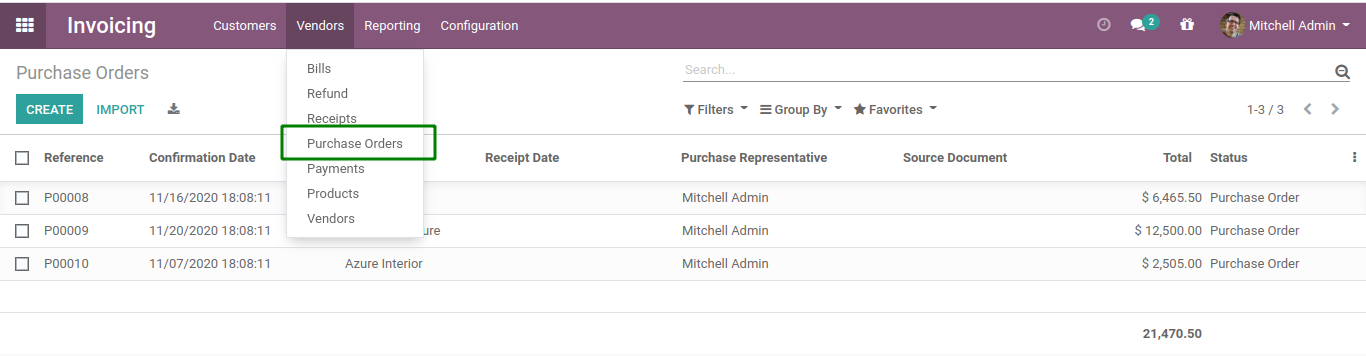 Invoicing Customers Vendors Reporting Configuration 2 Mitchell Admin
Purchase Orders Search...
CREATE IMPORT Filters Group By Favorites 1-3 / 3
Bills
Refund
Receipts
Purchase Orders
Payments
Products
Vendors
Reference Confirmation Date Receipt Date Purchase Representative Source Document Total Status
P00008 11/16/2020 18:08:11 Mitchell Admin $ 6,465.50 Purchase Order
P00009 11/20/2020 18:08:11 ure Mitchell Admin $ 12,500.00 Purchase Order
P00010 11/07/2020 18:08:11 Azure Interior Mitchell Admin $ 2,505.00 Purchase Order
21,470.50